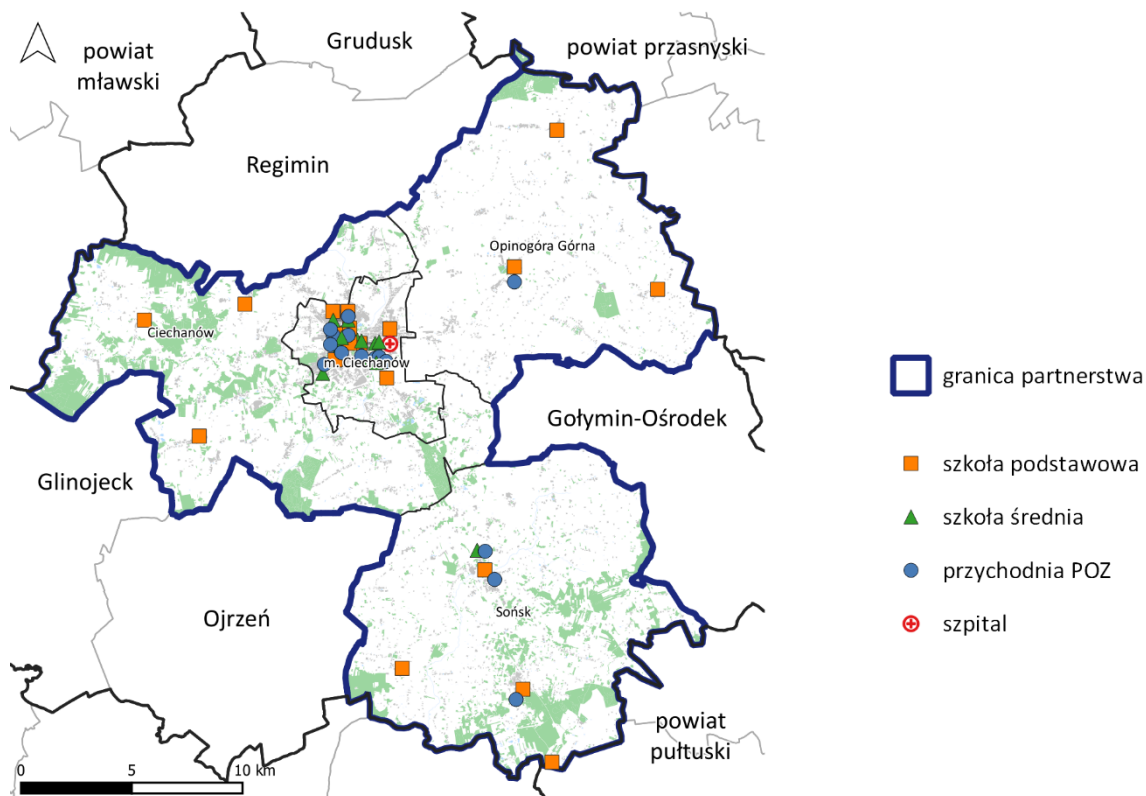 Grudusk
powiat przasnyski
powiat
mławski
Regimin
Opinogóra Górna
Ciechanów
m. Ciechanów
Gołymin-Ośrodek
Glinojeck
Ojrzeń
Sońsk
powiat
pułtuski
0 5 10 km
granica partnerstwa
szkoła podstawowa
szkoła średnia
przychodnia POZ
szpital